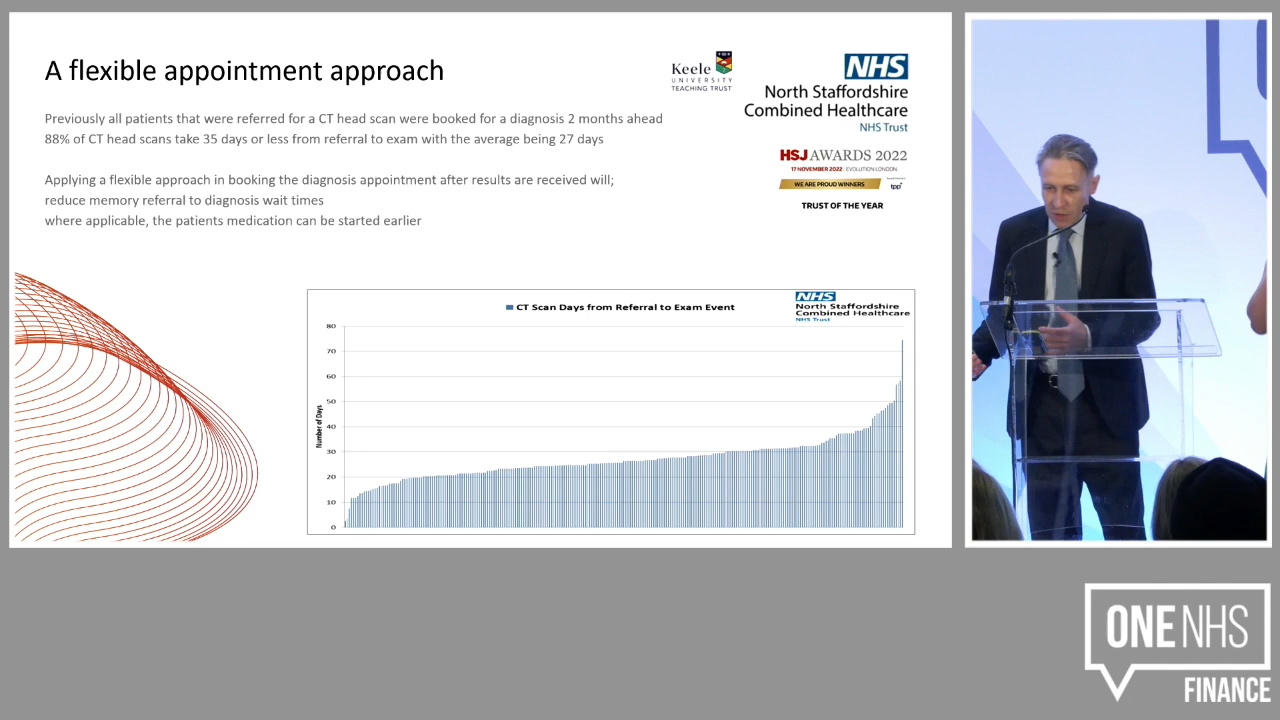 A flexible appointment approach
Keele
UNIVERSITY
TEACHING TRUST
NHS
North Staffordshire
Combined Healthcare
NHS Trust
Previously all patients that were referred for a CT head scan were booked for a diagnosis 2 months ahead
88% of CT head scans take 35 days or less from referral to exam with the average being 27 days
HSJ AWARDS 2022
17 NOVEMBER 2022 EVOLUTION LONDON
WE ARE PROUD WINNERS
tpp
TRUST OF THE YEAR
Applying a flexible approach in booking the diagnosis appointment after results are received will;
reduce memory referral to diagnosis wait times
where applicable, the patients medication can be started earlier
CT Scan Days from Referral to Exam Event
NHS
North Staffordshire
Combined Healthcare
NHS Trust
Number of Days
80
70
60
50
40
30
20
10
0
ONE NHS
FINANCE